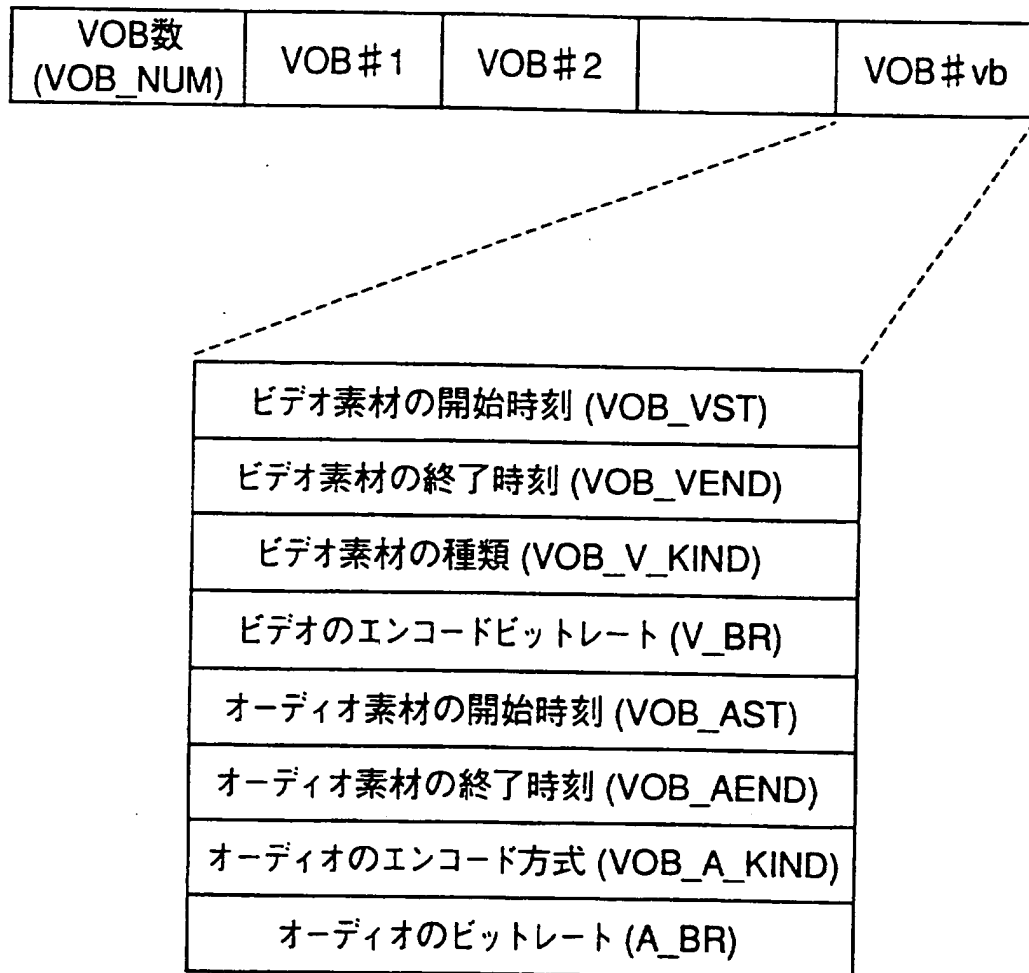 VOB数
(VOB_NUM)
VOB#1
VOB#2
VOB#vb
ビデオ素材の開始時刻 (VOB_VST)
ビデオ素材の終了時刻 (VOB_VEND)
ビデオ素材の種類 (VOB_V_KIND)
ビデオのエンコードビットレート (V_BR)
オーディオ素材の開始時刻 (VOB_AST)
オーディオ素材の終了時刻 (VOB_AEND)
オーディオのエンコード方式 (VOB_A_KIND)
オーディオのビットレート (A_BR)